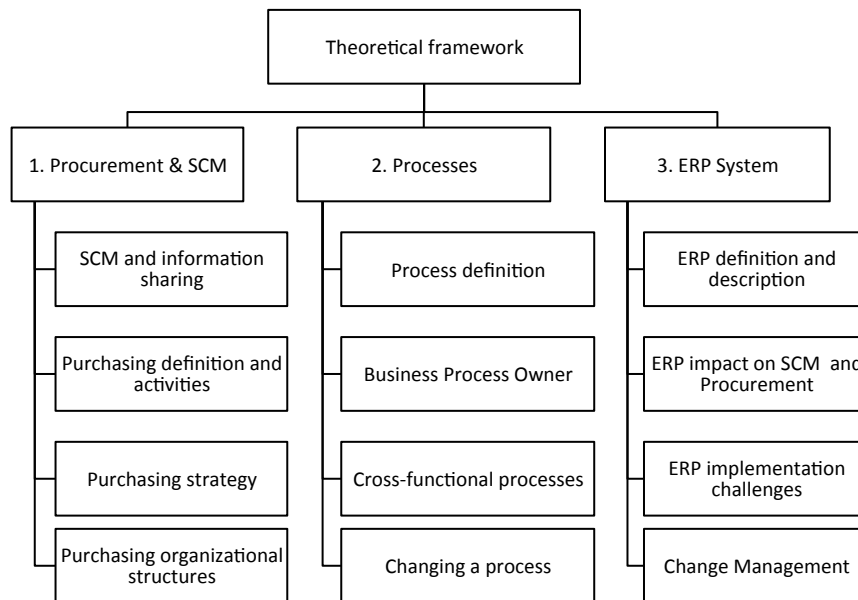 Theoretical framework
1. Procurement & SCM
SCM and information
sharing
Purchasing definition and
activities
Purchasing strategy
Purchasing organizational
structures
2. Processes
Process definition
Business Process Owner
Cross-functional processes
Changing a process
3. ERP System
ERP definition and
description
ERP impact on SCM  and
Procurement
ERP implementation
challenges
Change Management